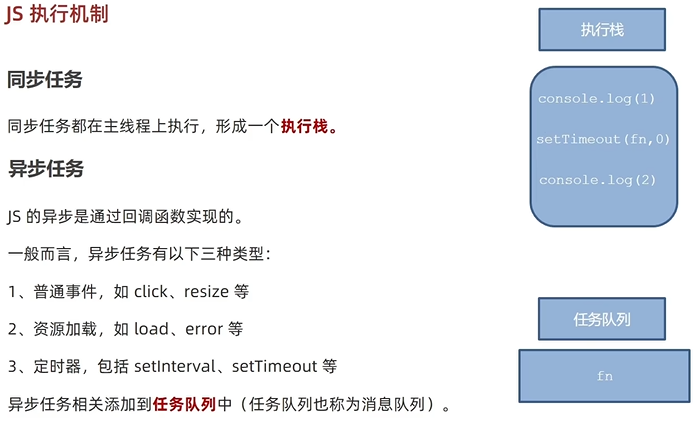 JS 执行机制
同步任务
同步任务都在主线程上执行，形成一个执行栈。
异步任务
JS 的异步是通过回调函数实现的。
一般而言，异步任务有以下三种类型：
1、普通事件，如 click、resize 等
2、资源加载，如 load、error 等
3、定时器，包括 setInterval、setTimeout 等
异步任务相关添加到任务队列中（任务队列也称为消息队列）。
执行栈
console.log(1)
setTimeout(fn,0)
console.log(2)
任务队列
fn